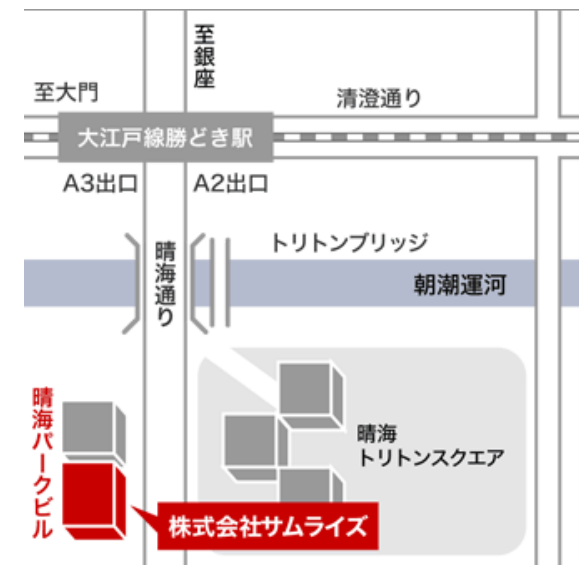 至銀座
至大門
清澄通り
大江戸線勝どき駅
A3出口
A2出口
トリトンブリッジ
晴海通り
朝潮運河
晴海パークビル
晴海
トリトンスクエア
株式会社サムライズ